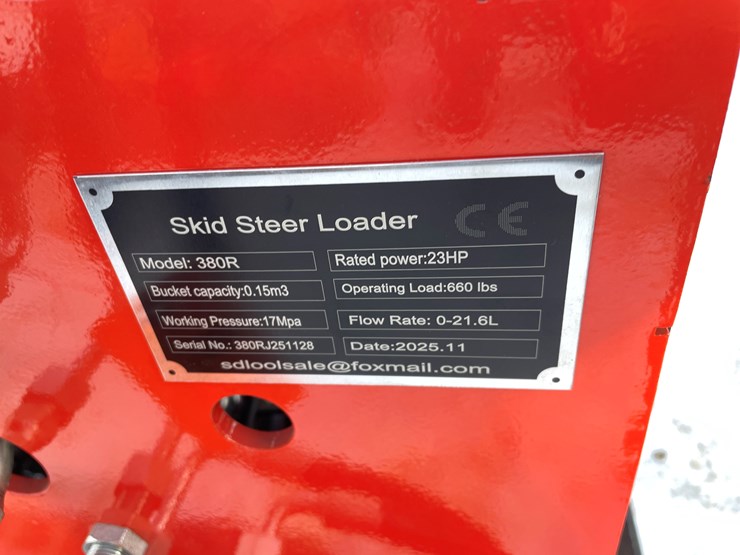 Skid Steer Loader CE
Model: 380R
Rated power:23HP
Bucket capacity:0.15m3
Operating Load:660 lbs
Working Pressure:17Mpa
Flow Rate: 0-21.6L
Serial No.: 380RJ251128
Date:2025.11
sdloolsale@foxmail.com